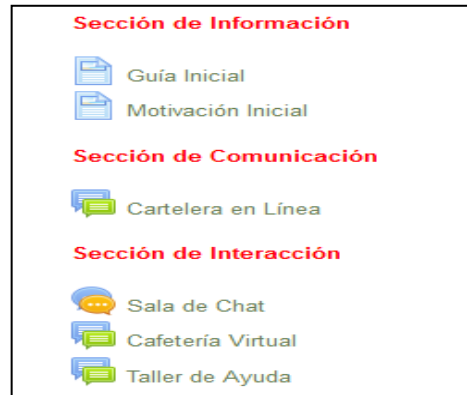 Sección de Información
Guía Inicial
Motivación Inicial
Sección de Comunicación
Cartelera en Línea
Sección de Interacción
Sala de Chat
Cafetería Virtual
Taller de Ayuda